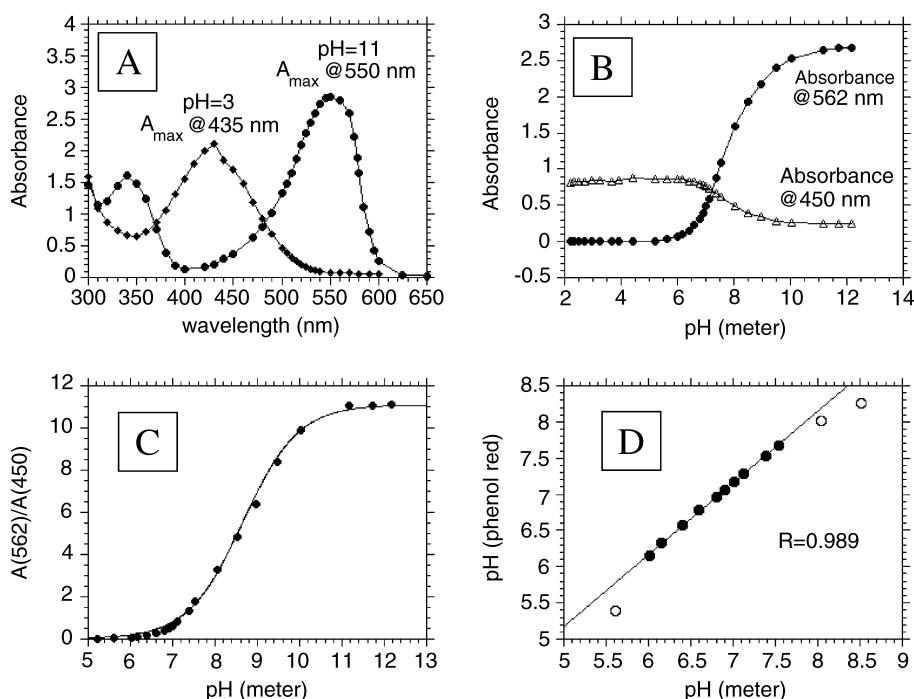 A
pH=11
A max @550 nm
pH=3
A max @435 nm
Absorbance
4
3.5
3
2.5
2
1.5
1
0.5
0
300 350 400 450 500 550 600 650
wavelength (nm)
B
Absorbance
@562 nm
Absorbance
@450 nm
Absorbance
3
2.5
2
1.5
1
0.5
0
-0.5
2 4 6 8 10 12 14
pH (meter)
C
A(562)/A(450)
12
10
8
6
4
2
0
5 6 7 8 9 10 11 12 13
pH (meter)
D
R=0.989
pH (phenol red)
8.5
8
7.5
7
6.5
6
5.5
5
5 5.5 6 6.5 7 7.5 8 8.5 9
pH (meter)